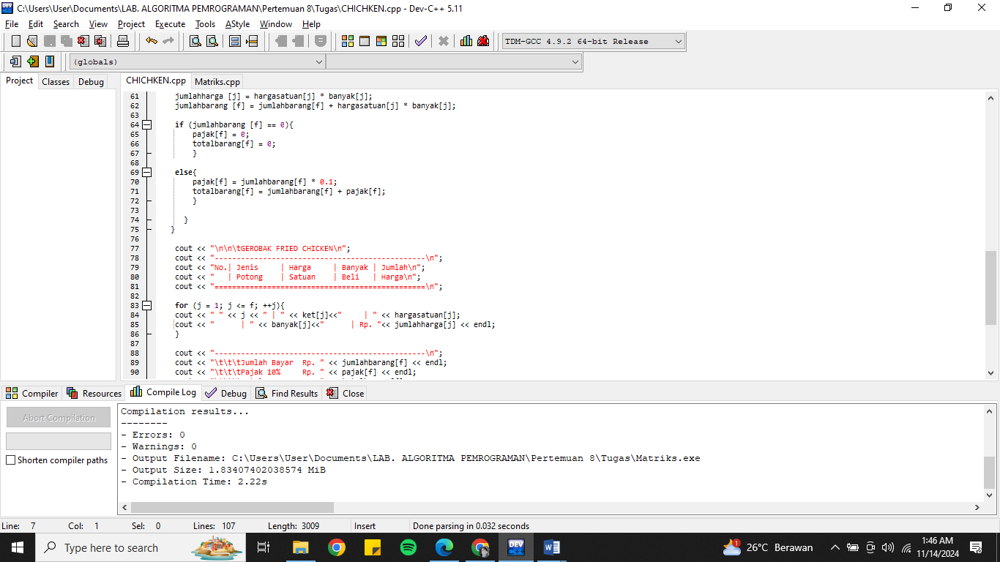 C:\Users\User\Documents\LAB. ALGORITMA PEMROGRAMAN\Pertemuan 8\Tugas\CHICHKEN.cpp - Dev-C++ 5.11
File Edit Search View Project Execute Tools AStyle Window Help
TDM-GCC 4.9.2 64-bit Release
(globals)
Project Classes Debug
CHICHKEN.cpp Matriks.cpp
61 jumlahharga [j] = hargasatuan[j] * banyak[j];
62 jumlahbarang [f] = jumlahbarang[f] + hargasatuan[j] * banyak[j];
63
64 if (jumlahbarang [f] == 0){
65 pajak[f] = 0;
66 totalbarang[f] = 0;
67 }
68
69 else{
70 pajak[f] = jumlahbarang[f] * 0.1;
71 totalbarang[f] = jumlahbarang[f] + pajak[f];
72 }
73
74 }
75 }
76
77 cout << "\n\n\tGEROBAK FRIED CHICKEN\n";
78 cout << "------------------------------------------------\n";
79 cout << "No.| Jenis     | Harga     | Banyak | Jumlah\n";
80 cout << "   | Potong    | Satuan    | Beli   | Harga\n";
81 cout << "================================================\n";
82
83 for (j = 1; j <= f; ++j){
84 cout << " " << j << " | " << ket[j]<<"     | " << hargasatuan[j];
85 cout << "      | " << banyak[j]<<"      | Rp. "<< jumlahharga[j] << endl;
86 }
87
88 cout << "------------------------------------------------\n";
89 cout << "\t\t\tJumlah Bayar  Rp. " << jumlahbarang[f] << endl;
90 cout << "\t\t\tPajak 10%     Rp. " << pajak[f] << endl;
Compiler Resources Compile Log Debug Find Results Close
Abort Compilation
Shorten compiler paths
Compilation results...
--------
- Errors: 0
- Warnings: 0
- Output Filename: C:\Users\User\Documents\LAB. ALGORITMA PEMROGRAMAN\Pertemuan 8\Tugas\Matriks.exe
- Output Size: 1.83407402038574 MiB
- Compilation Time: 2.22s
Line: 7 Col: 1 Sel: 0 Lines: 107 Length: 3009 Insert Done parsing in 0.032 seconds
Type here to search
DEV
26°C Berawan
1:46 AM
11/14/2024